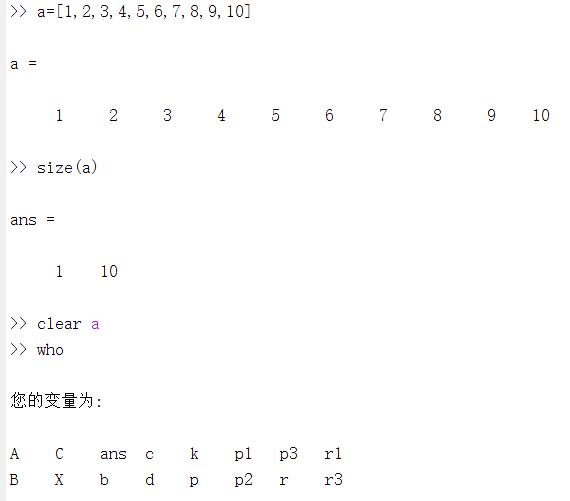 >> a=[1,2,3,4,5,6,7,8,9,10]
a =
1 2 3 4 5 6 7 8 9 10
>> size(a)
ans =
1 10
>> clear a
>> who
您的变量为:
A C ans c k p1 p3 r1
B X b d p p2 r r3